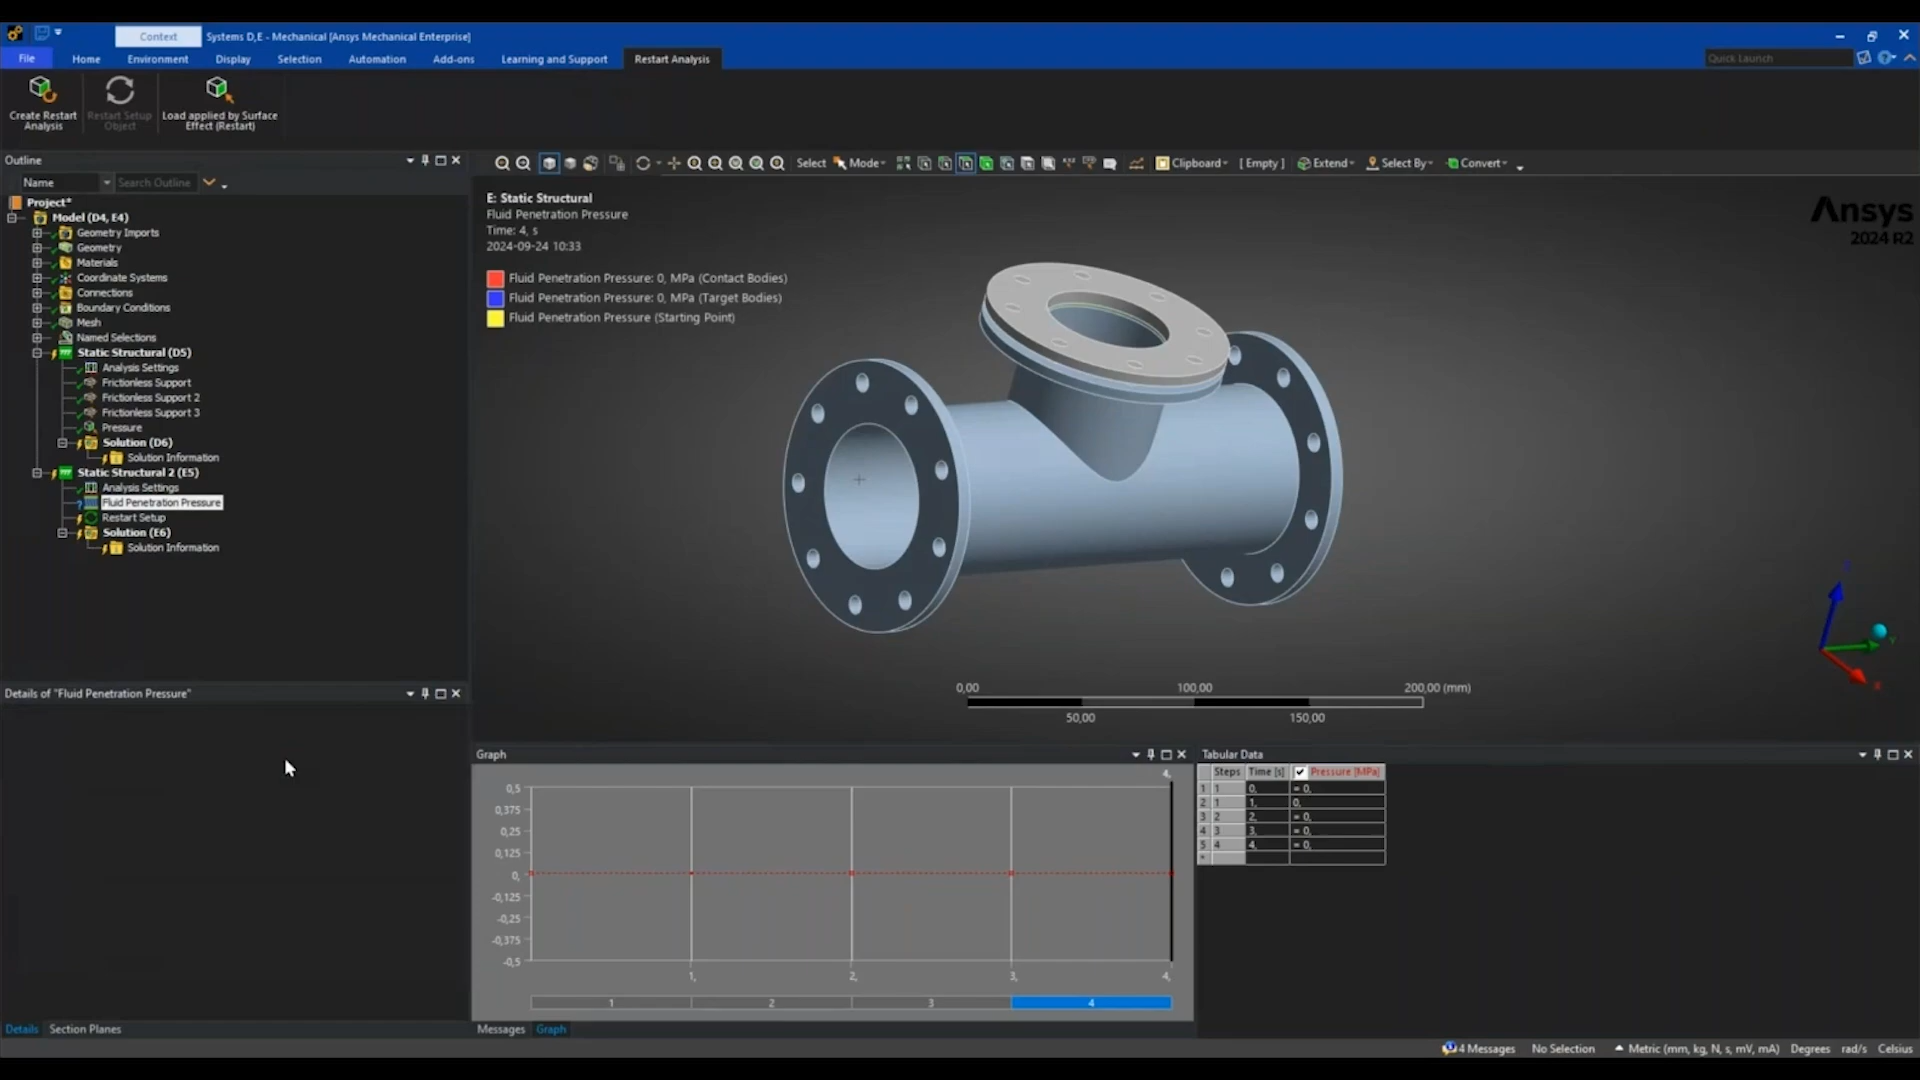 Context
Systems D,E - Mechanical [Ansys Mechanical Enterprise]
File
Home
Environment
Display
Selection
Automation
Add-ons
Learning and Support
Restart Analysis
Quick Launch
Create Restart
Analysis
Restart Setup
Object
Load applied by Surface
Effect (Restart)
Outline
Name
Search Outline
Select
Mode
Clipboard
[ Empty ]
Extend
Select By
Convert
Project*
Model (D4, E4)
Geometry Imports
Geometry
Materials
Coordinate Systems
Connections
Boundary Conditions
Mesh
Named Selections
Static Structural (D5)
Analysis Settings
Frictionless Support
Frictionless Support 2
Frictionless Support 3
Pressure
Solution (D6)
Solution Information
Static Structural 2 (E5)
Analysis Settings
Fluid Penetration Pressure
Restart Setup
Solution (E6)
Solution Information
E: Static Structural
Fluid Penetration Pressure
Time: 4, s
2024-09-24 10:33
Fluid Penetration Pressure: 0, MPa (Contact Bodies)
Fluid Penetration Pressure: 0, MPa (Target Bodies)
Fluid Penetration Pressure (Starting Point)
Ansys
2024 R2
0,00 100,00 200,00 (mm)
50,00 150,00
Details of "Fluid Penetration Pressure"
Graph
4,
0,5
0,375
0,25
0,125
0,
-0,125
-0,25
-0,375
-0,5
1, 2, 3, 4,
1 2 3 4
Tabular Data
Steps Time [s] Pressure [MPa]
1 1 0, = 0,
2 1 1, 0,
3 2 2, = 0,
4 3 3, = 0,
5 4 4, = 0,
*
Details
Section Planes
Messages
Graph
4 Messages
No Selection
Metric (mm, kg, N, s, mV, mA)
Degrees
rad/s
Celsius